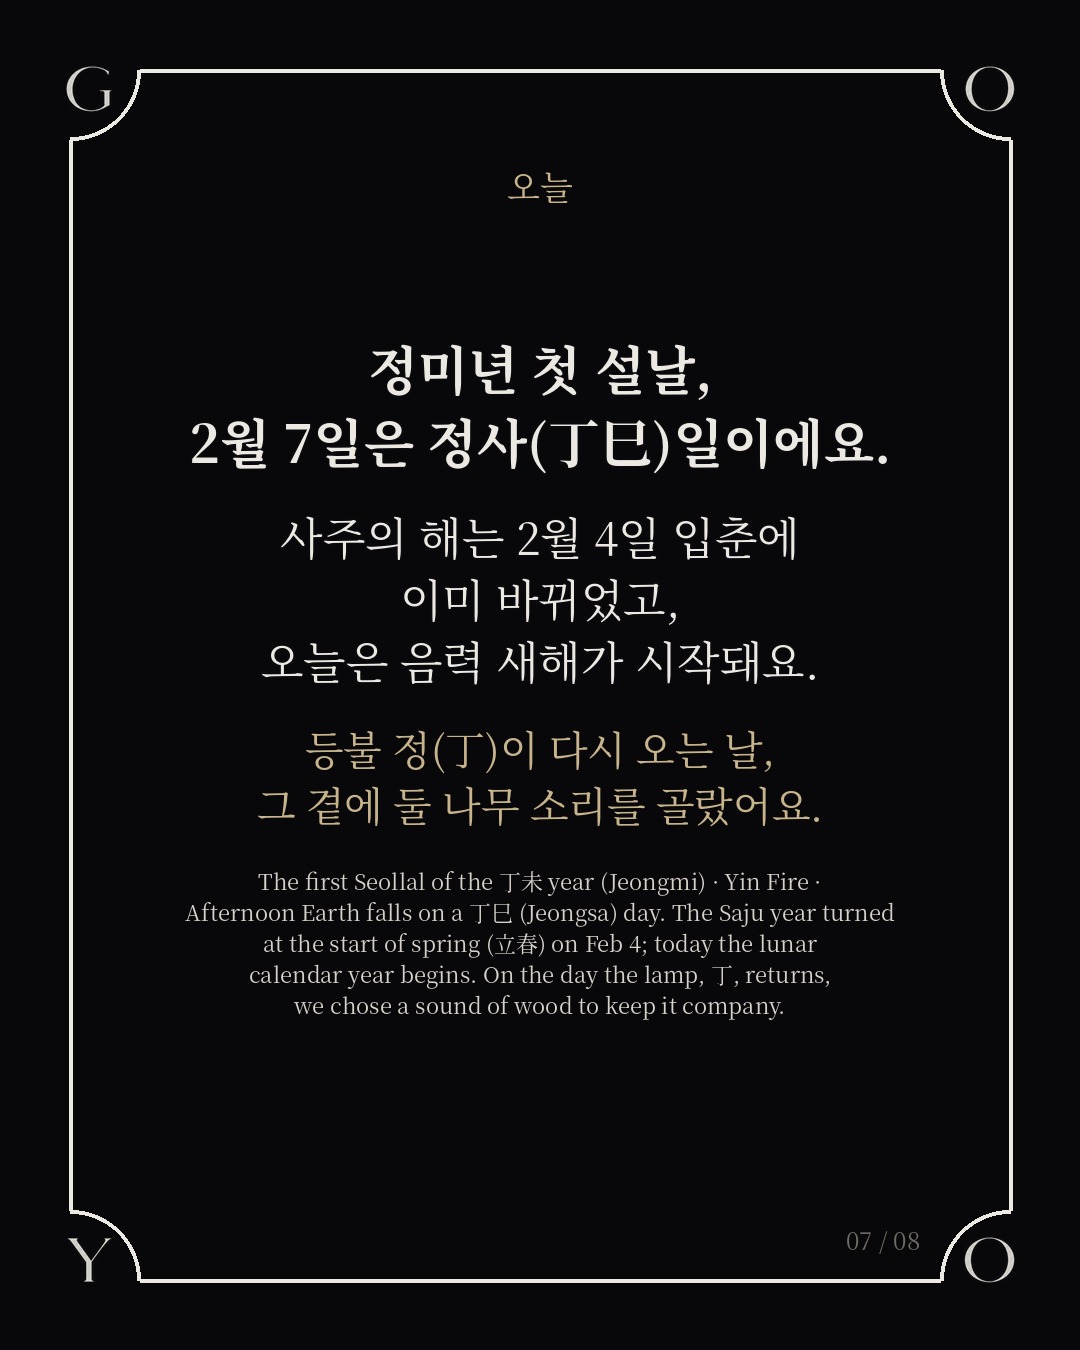 G O
오늘
정미년 첫 설날,
2월 7일은 정사(丁巳)일이에요.
사주의 해는 2월 4일 입춘에
이미 바뀌었고,
오늘은 음력 새해가 시작돼요.
등불 정(丁)이 다시 오는 날,
그 곁에 둘 나무 소리를 골랐어요.
The first Seollal of the 丁未 year (Jeongmi) · Yin Fire ·
Afternoon Earth falls on a 丁巳 (Jeongsa) day. The Saju year turned
at the start of spring (立春) on Feb 4; today the lunar
calendar year begins. On the day the lamp, 丁, returns,
we chose a sound of wood to keep it company.
07 / 08
Y O